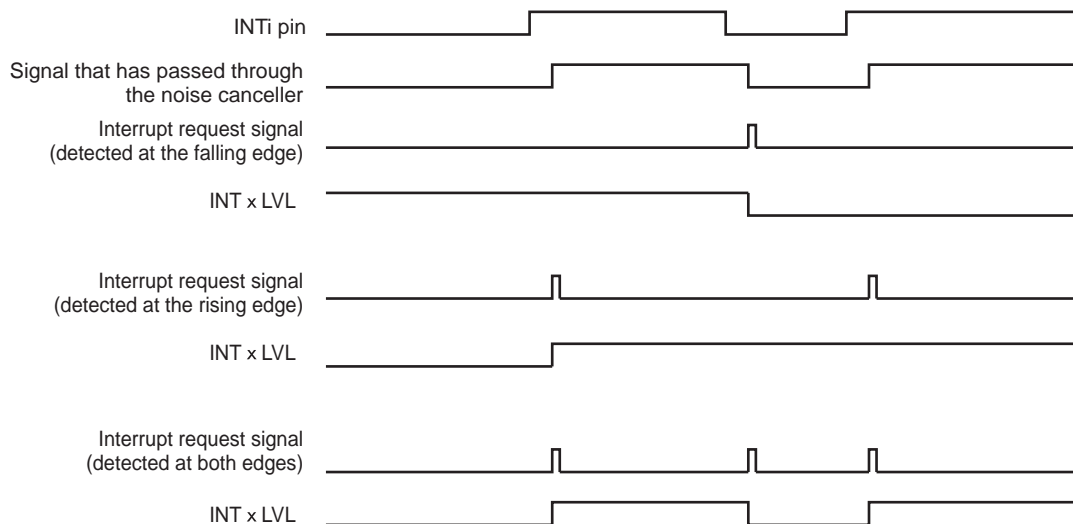 INTi pin
Signal that has passed through
the noise canceller
Interrupt request signal
(detected at the falling edge)
INT x LVL
Interrupt request signal
(detected at the rising edge)
INT x LVL
Interrupt request signal
(detected at both edges)
INT x LVL